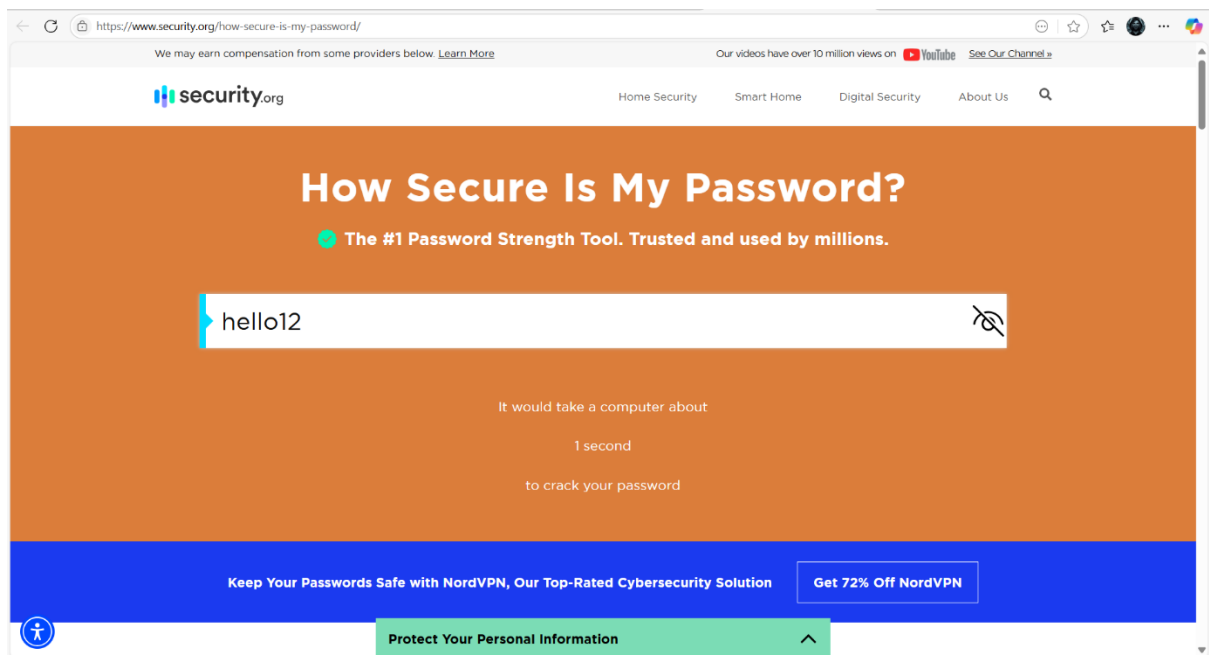 https://www.security.org/how-secure-is-my-password/
We may earn compensation from some providers below. Learn More
Our videos have over 10 million views on YouTube See Our Channel »
security.org
Home Security Smart Home Digital Security About Us
How Secure Is My Password?
The #1 Password Strength Tool. Trusted and used by millions.
hello12
It would take a computer about
1 second
to crack your password
Keep Your Passwords Safe with NordVPN, Our Top-Rated Cybersecurity Solution
Get 72% Off NordVPN
Protect Your Personal Information